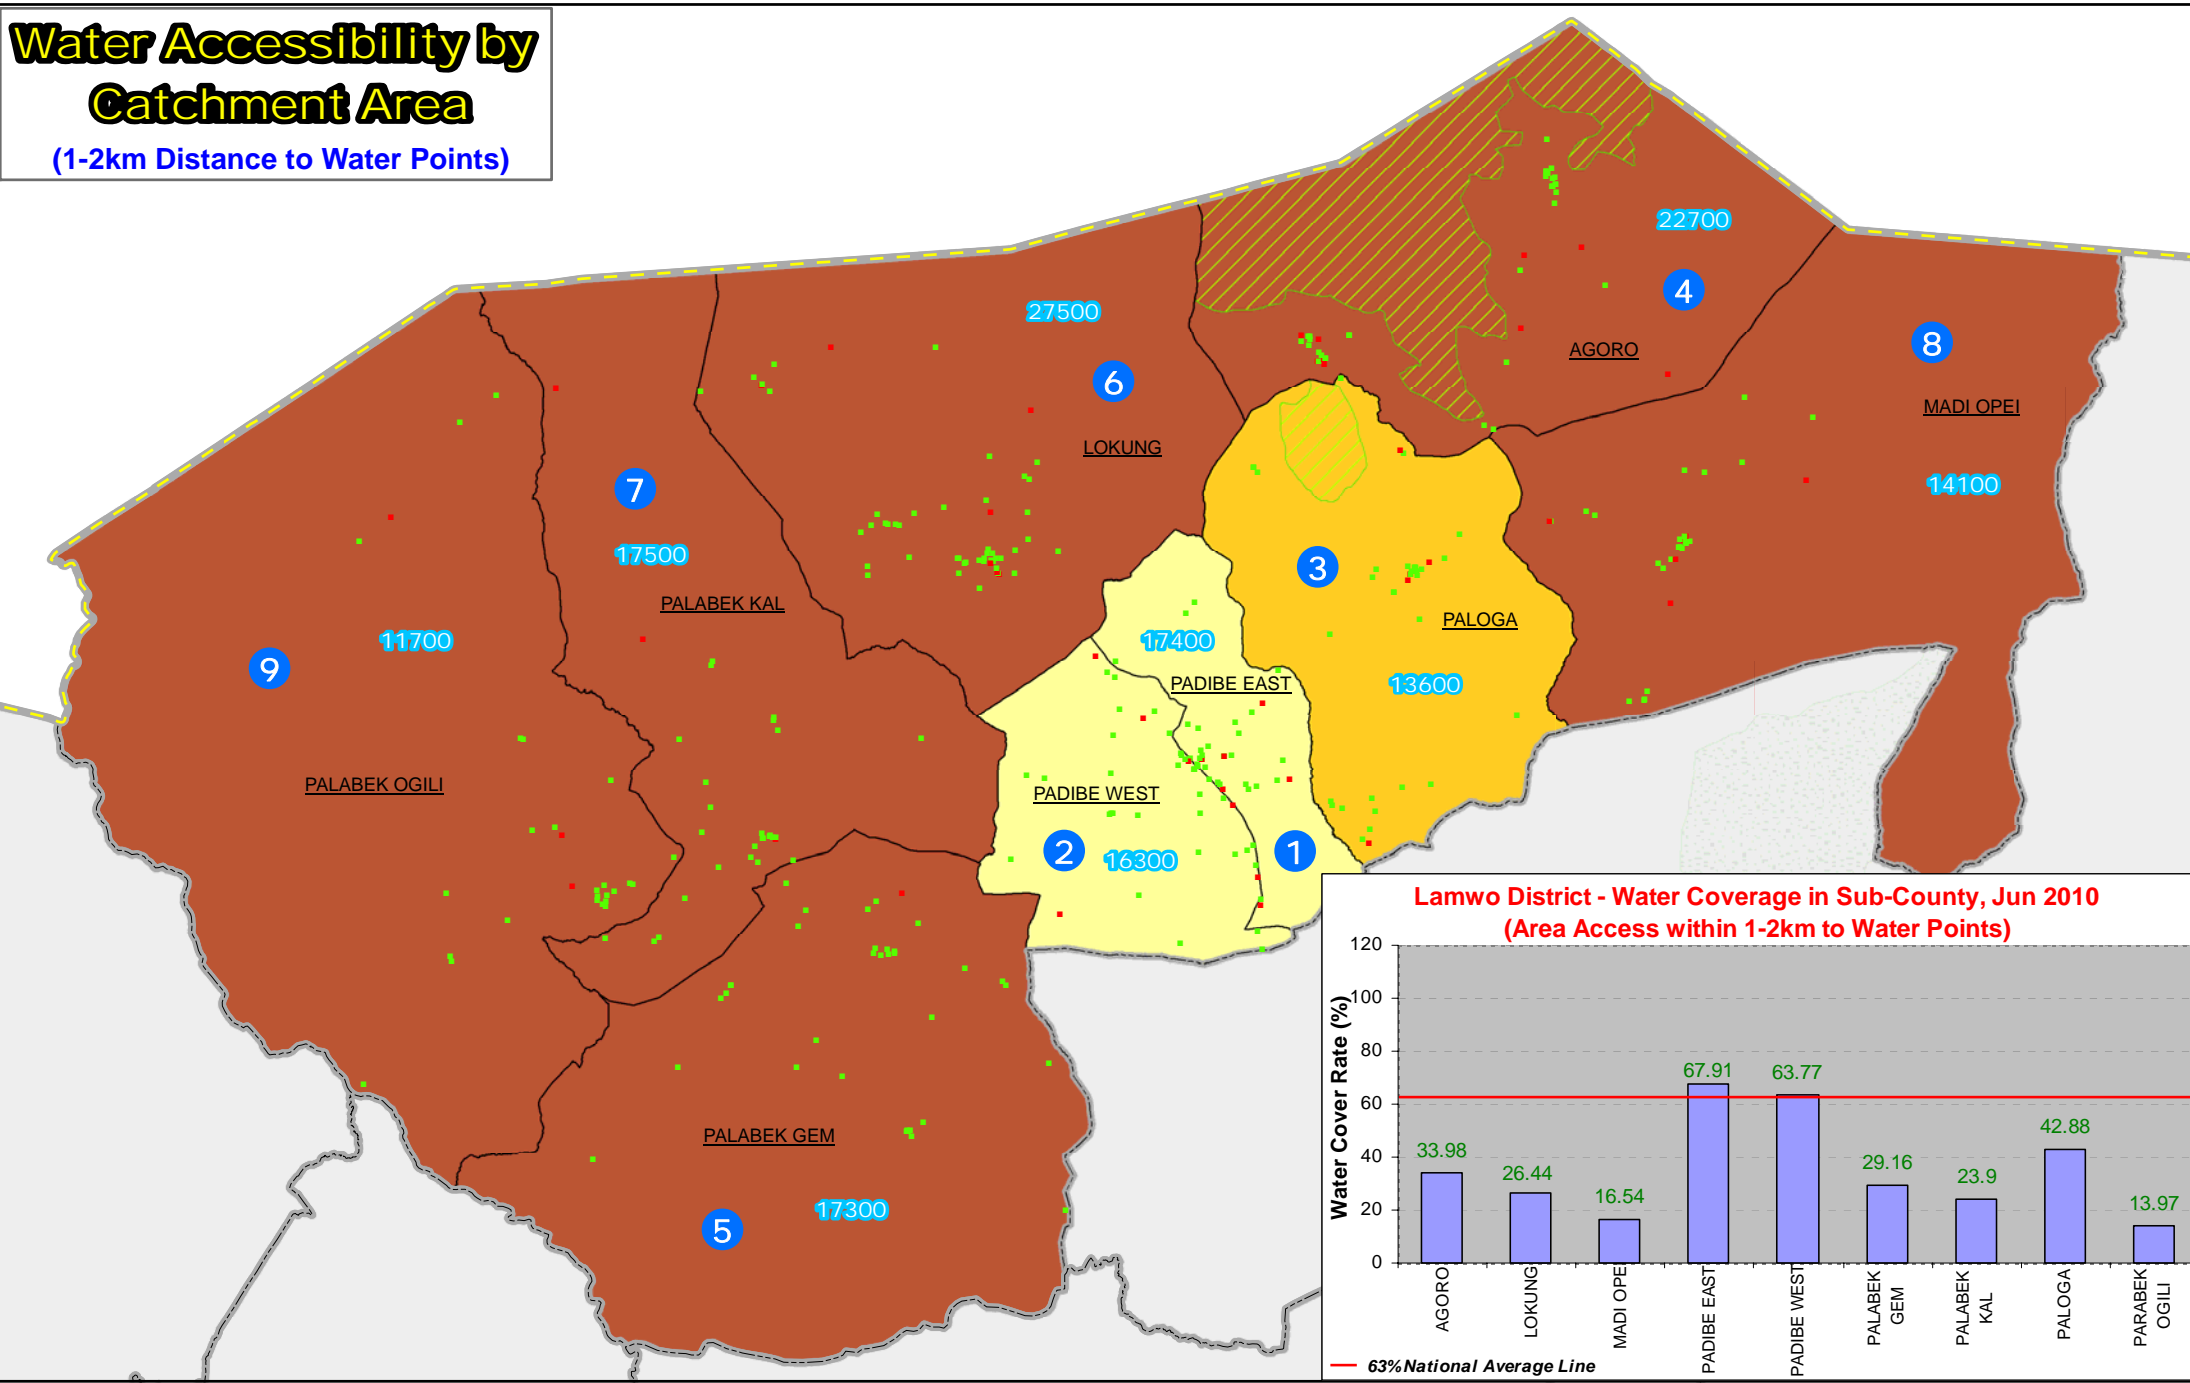 Water Accessibility by
Catchment Area
(1-2km Distance to Water Points)
22700
4
AGORO
27500
6
LOKUNG
8
MADI OPEI
14100
7
17500
PALABEK KAL
3
PALOGA
13600
11700
9
PALABEK OGILI
17400
PADIBE EAST
PADIBE WEST
2
16300
1
PALABEK GEM
17300
5
Lamwo District - Water Coverage in Sub-County, Jun 2010
(Area Access within 1-2km to Water Points)
Water Cover Rate (%)
120
100
80
60
40
20
0
33.98
26.44
16.54
67.91
63.77
29.16
23.9
42.88
13.97
AGORO
LOKUNG
MADI OPEI
PADIBE EAST
PADIBE WEST
PALABEK
GEM
PALABEK
KAL
PALOGA
PARABEK
OGILI
63%National Average Line